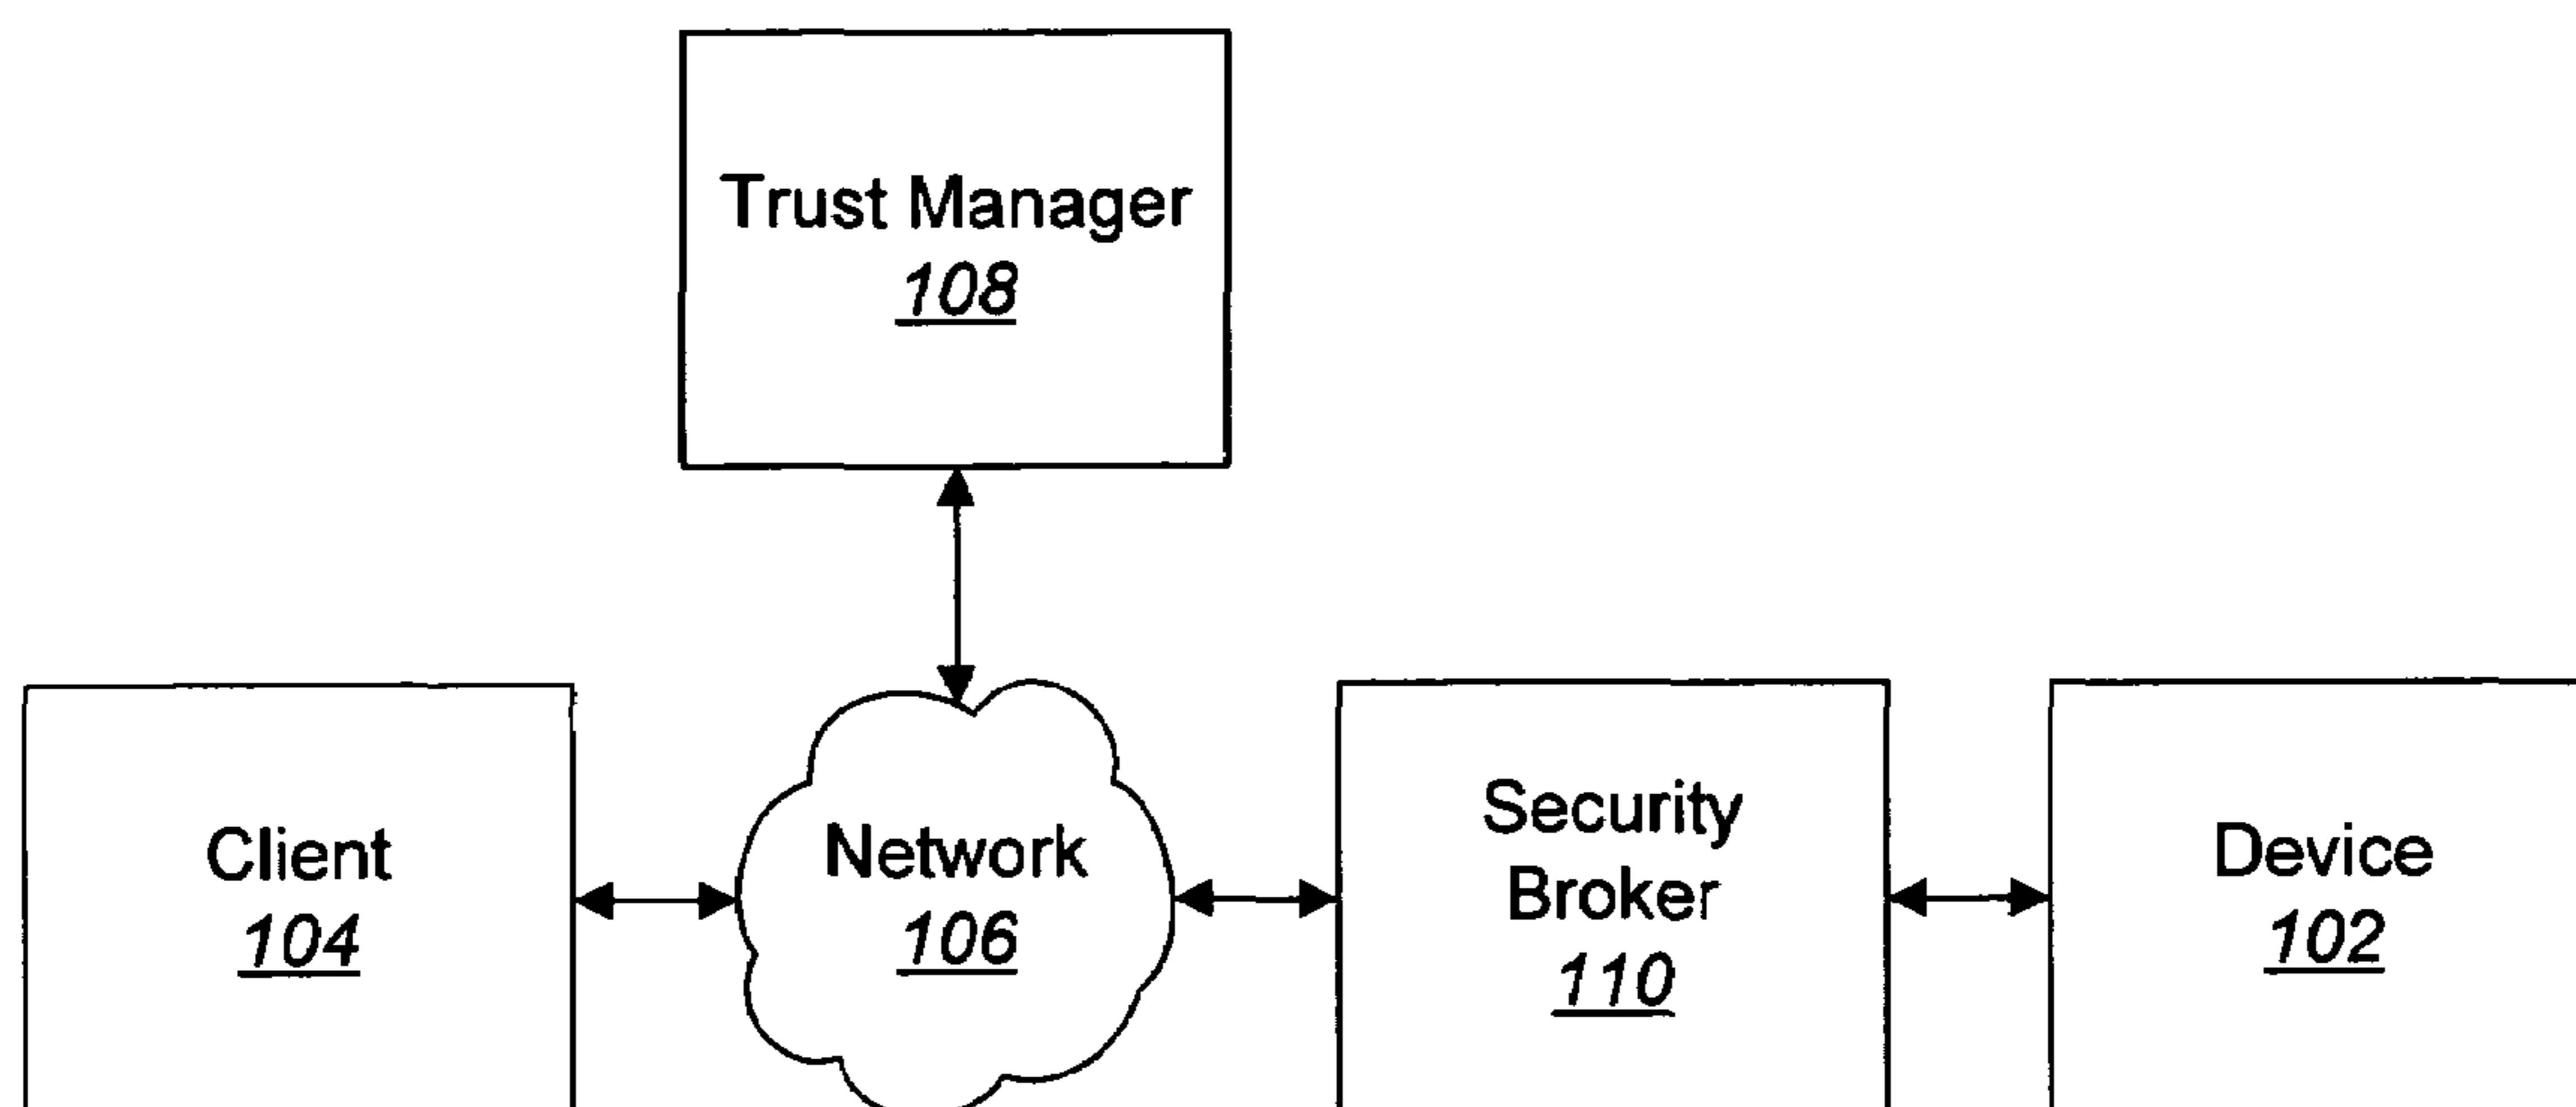 Trust Manager
108
Client
104
Network
106
Security
Broker
110
Device
102